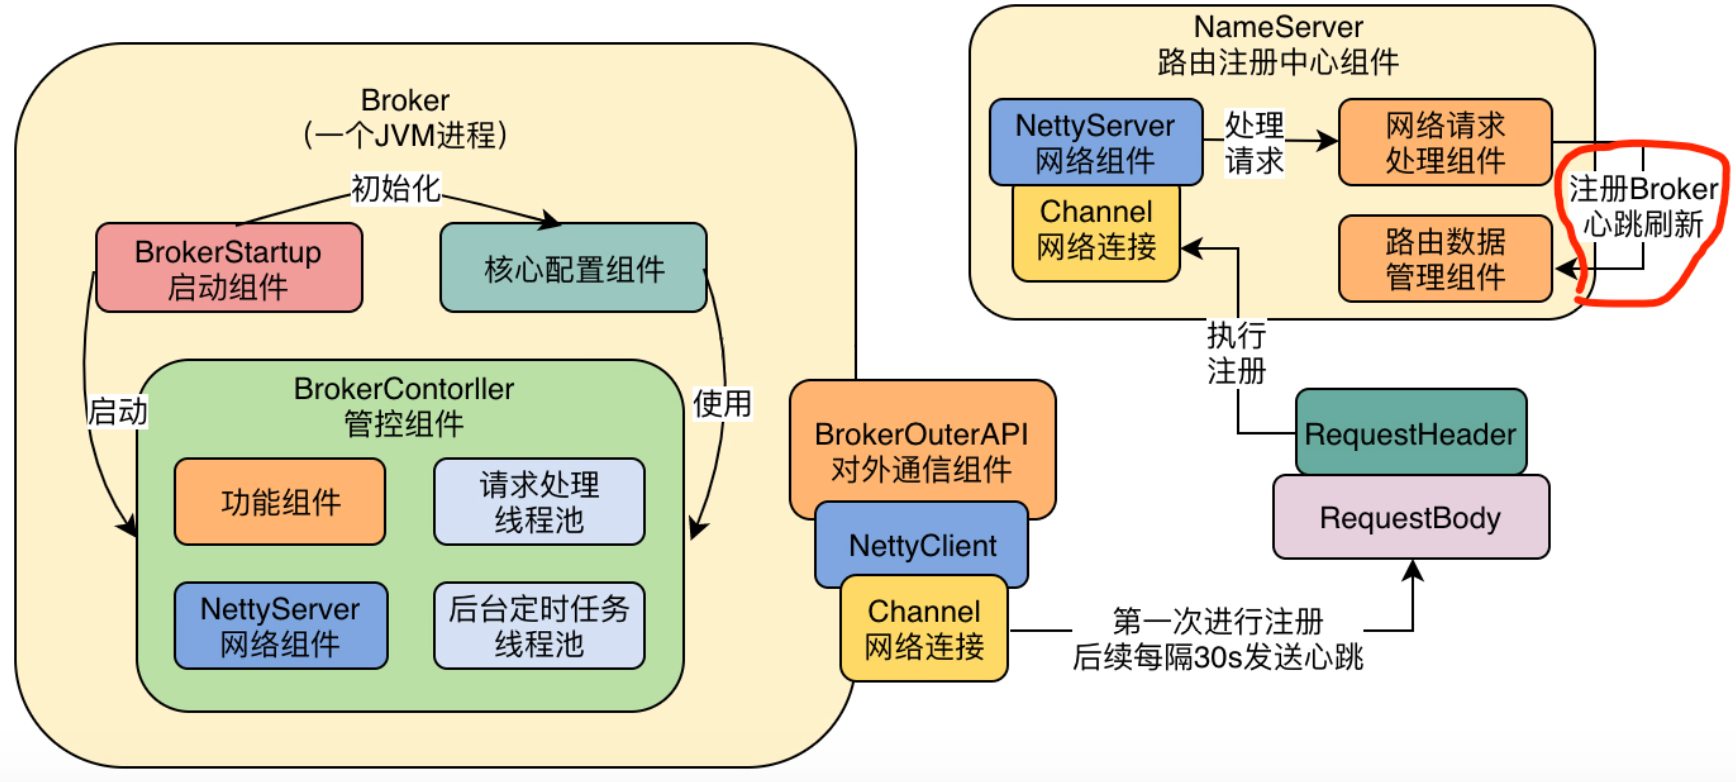 Broker
（一个JVM进程）
初始化
BrokerStartup
启动组件
核心配置组件
启动
使用
BrokerContorller
管控组件
功能组件
请求处理
线程池
NettyServer
网络组件
后台定时任务
线程池
BrokerOuterAPI
对外通信组件
NettyClient
Channel
网络连接
第一次进行注册
后续每隔30s发送心跳
RequestHeader
RequestBody
执行
注册
NameServer
路由注册中心组件
NettyServer
网络组件
Channel
网络连接
处理
请求
网络请求
处理组件
注册Broker
心跳刷新
路由数据
管理组件